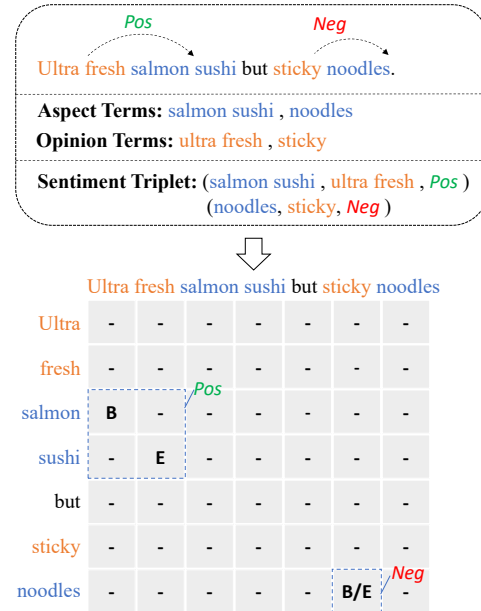 Pos Neg
Ultra fresh salmon sushi but sticky noodles.
Aspect Terms: salmon sushi , noodles
Opinion Terms: ultra fresh , sticky
Sentiment Triplet: (salmon sushi , ultra fresh , Pos )
(noodles, sticky, Neg )
Ultra fresh salmon sushi but sticky noodles
Ultra - - - - - - -
fresh - - - - - - -
Pos
salmon B - - - - - -
sushi - E - - - - -
but - - - - - - -
sticky - - - - - - -
Neg
noodles - - - - - B/E -